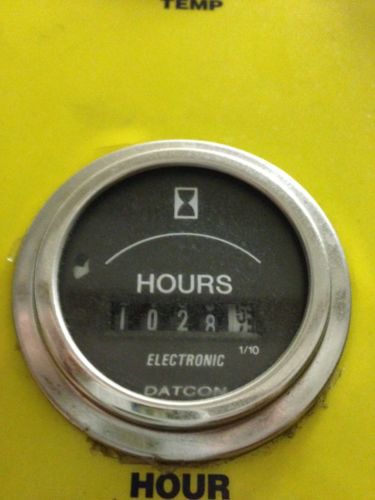 TEMP
HOURS
1028
ELECTRONIC 1/10
DATCON
HOUR